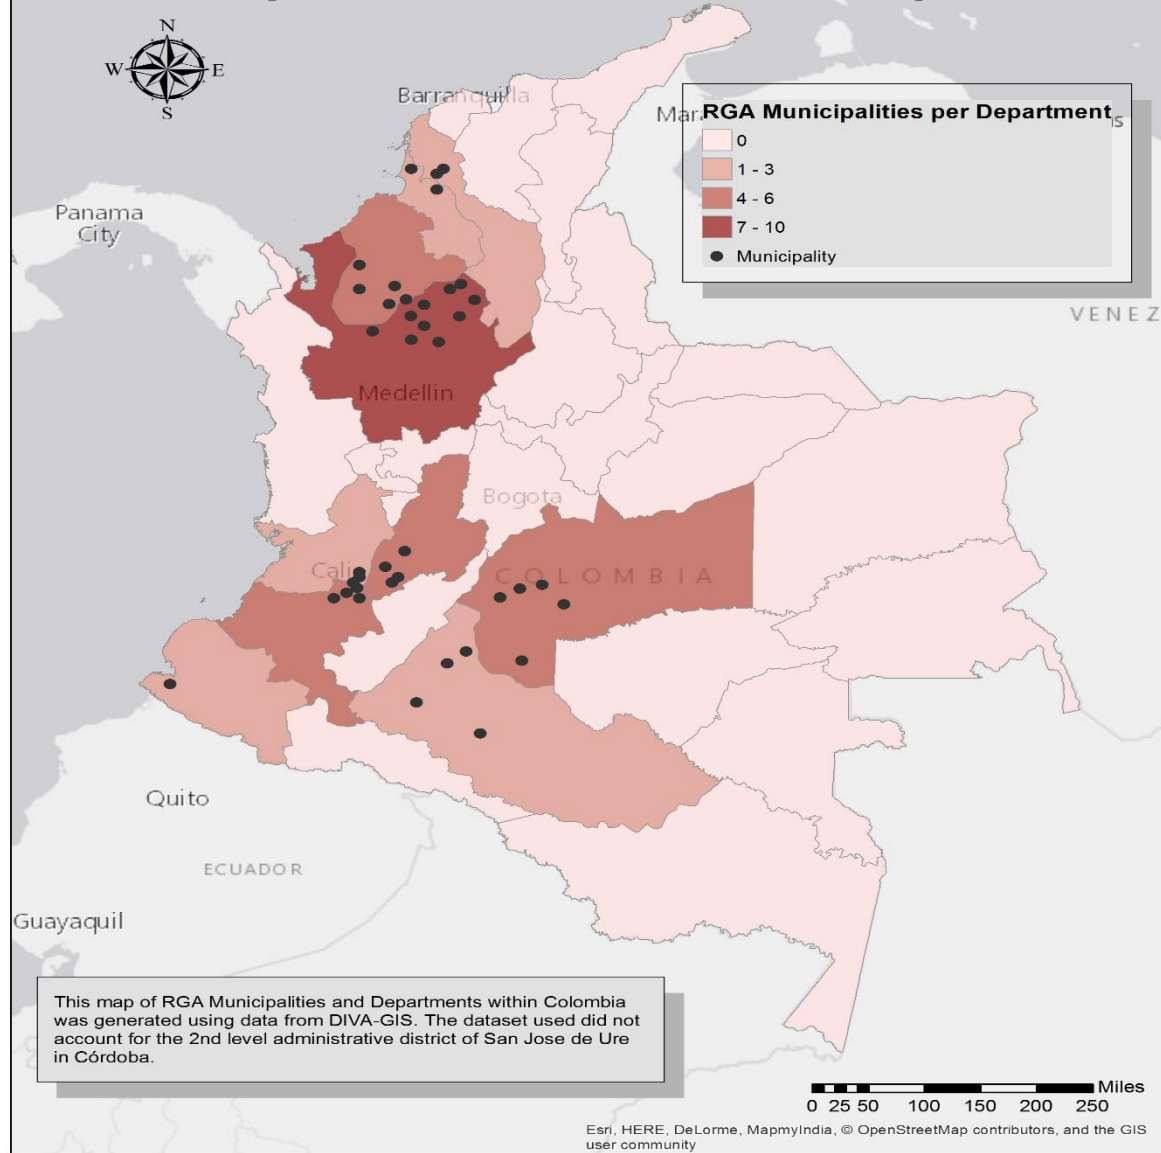 N
W E
S
Barranquilla
RGA Municipalities per Department
0
1 - 3
4 - 6
7 - 10
Municipality
Panama
City
VENEZ
Medellin
Bogota
Cali
COLOMBIA
Quito
ECUADOR
Guayaquil
This map of RGA Municipalities and Departments within Colombia
was generated using data from DIVA-GIS. The dataset used did not
account for the 2nd level administrative district of San Jose de Ure
in Córdoba.
Miles
0 25 50 100 150 200 250
Esri, HERE, DeLorme, MapmyIndia, © OpenStreetMap contributors, and the GIS
user community